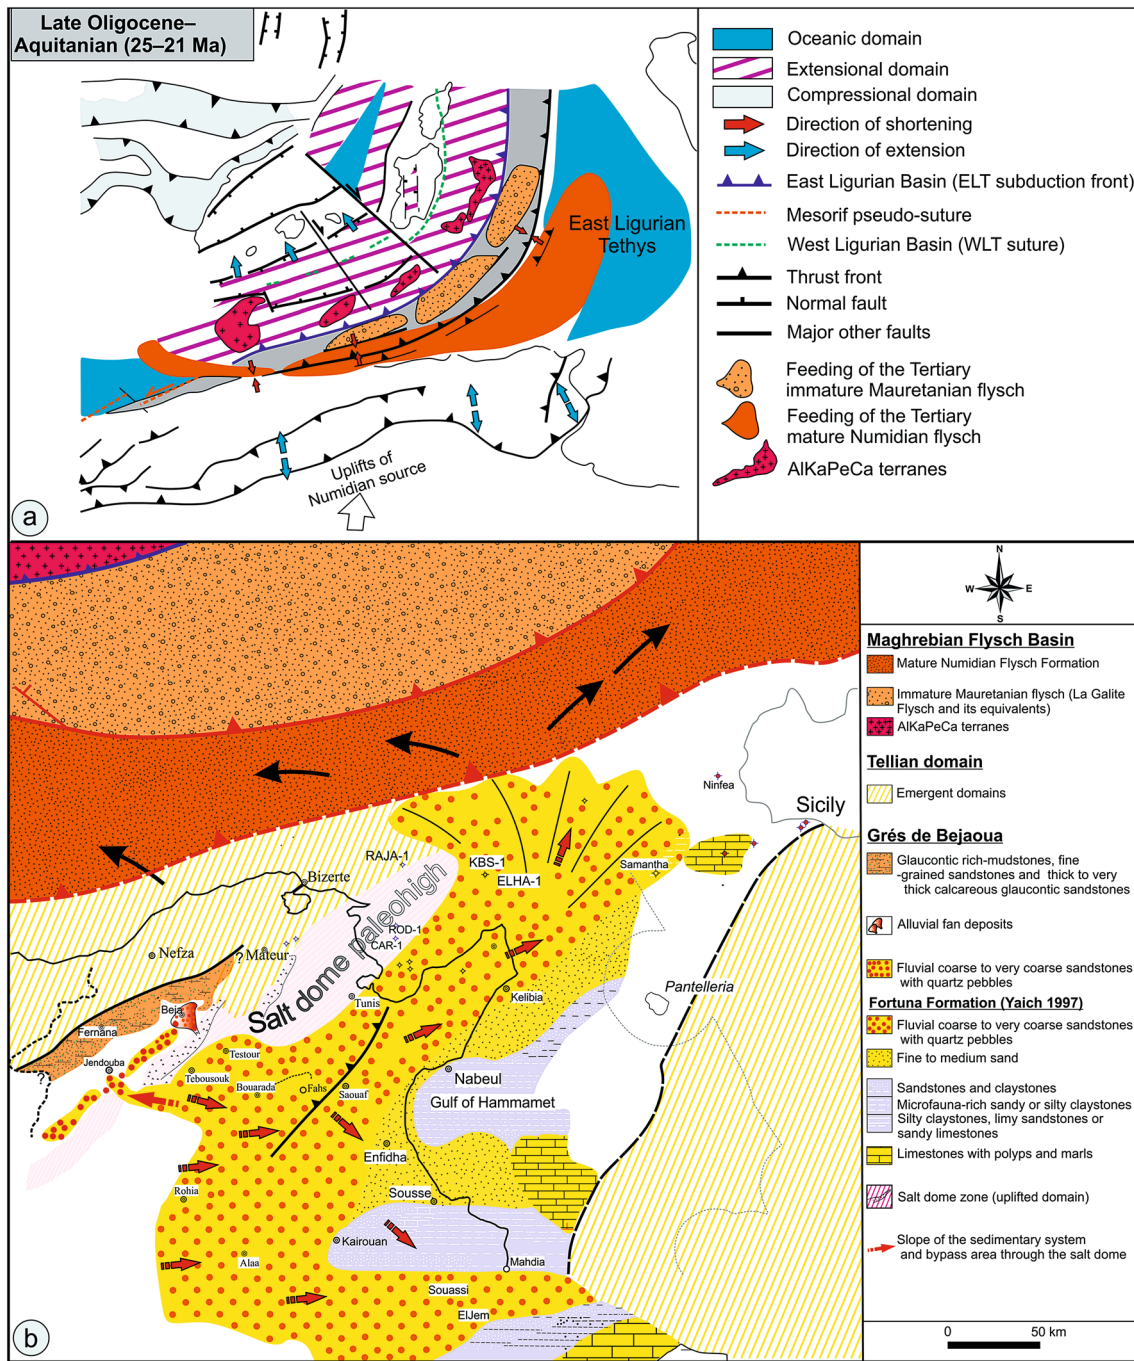 Late Oligocene–
Aquitanian (25–21 Ma)
East Ligurian
Tethys
Uplifts of
Numidian source
a
Oceanic domain
Extensional domain
Compressional domain
Direction of shortening
Direction of extension
East Ligurian Basin (ELT subduction front)
Mesorif pseudo-suture
West Ligurian Basin (WLT suture)
Thrust front
Normal fault
Major other faults
Feeding of the Tertiary
immature Mauretanian flysch
Feeding of the Tertiary
mature Numidian flysch
AlKaPeCa terranes
Ninfea
Sicily
RAJA-1
KBS-1
ELHA-1
Samantha
Bizerte
ROD-1
CAR-1
Salt dome paleohigh
Nefza
? Mateur
Tunis
Kelibia
Pantelleria
Beja
Fernana
Jendouba
?
Testour
Tebousouk
Bouarada
Fahs
Saouaf
Nabeul
Gulf of Hammamet
Enfidha
Rohia
Sousse
Kairouan
Alaa
Mahdia
Souassi
ElJem
b
N
W
E
S
Maghrebian Flysch Basin
Mature Numidian Flysch Formation
Immature Mauretanian flysch (La Galite
Flysch and its equivalents)
AlKaPeCa terranes
Tellian domain
Emergent domains
Grés de Bejaoua
Glaucontic rich-mudstones, fine
-grained sandstones and thick to very
thick calcareous glaucontic sandstones
Alluvial fan deposits
Fluvial coarse to very coarse sandstones
with quartz pebbles
Fortuna Formation (Yaich 1997)
Fluvial coarse to very coarse sandstones
with quartz pebbles
Fine to medium sand
Sandstones and claystones
Microfauna-rich sandy or silty claystones
Silty claystones, limy sandstones or
sandy limestones
Limestones with polyps and marls
Salt dome zone (uplifted domain)
Slope of the sedimentary system
and bypass area through the salt dome
0
50 km